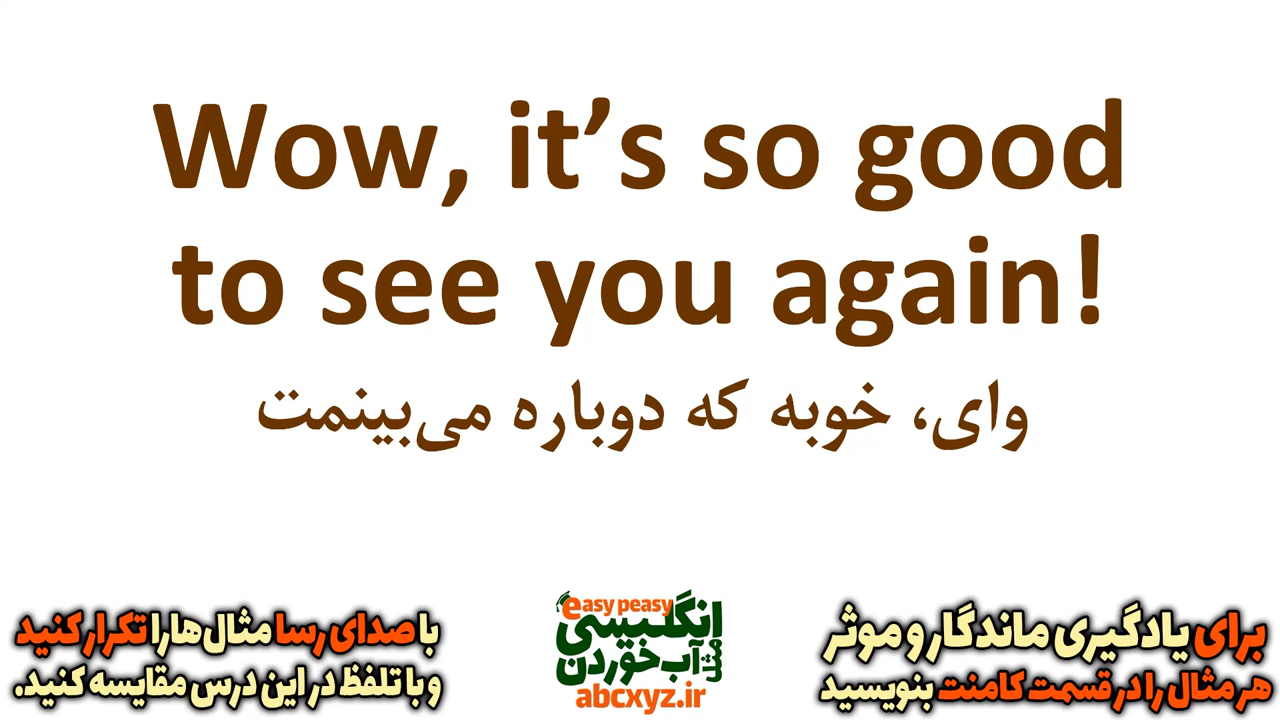 Wow, it’s so good
to see you again!
وای، خوبه که دوباره می‌بینمت
برای یادگیری ماندگار و موثر
هر مثال را در قسمت کامنت بنویسید
easy peasy
انگلیسی
مثل آب خوردن
abcxyz.ir
با صدای رسا مثال‌ها را تکرار کنید
و با تلفظ در این درس مقایسه کنید.